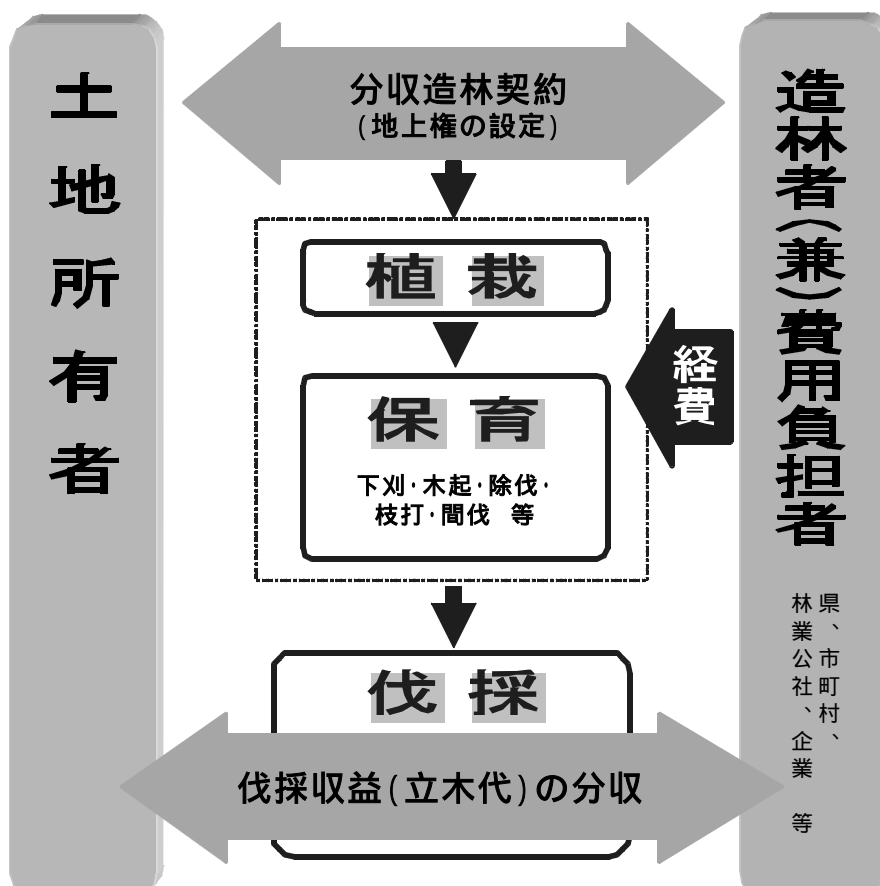 土地所有者
分収造林契約
(地上権の設定)
植栽
保育
下刈・木起・除伐・
枝打・間伐 等
経費
伐採
伐採収益(立木代)の分収
造林者(兼)費用負担者
県、市町村、
林業公社、企業 等